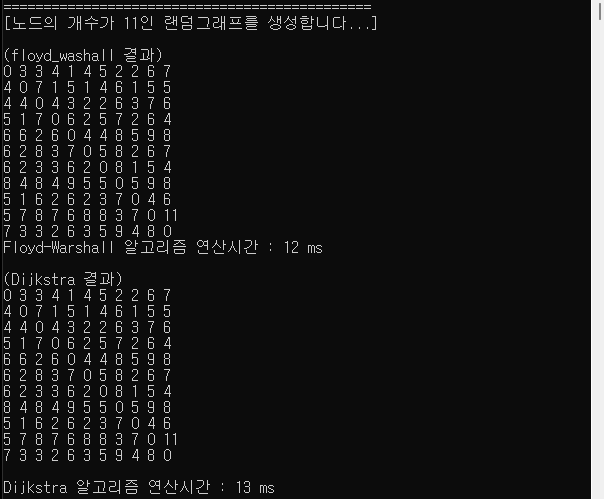 ==============================================
[노드의 개수가 11인 랜덤그래프를 생성합니다...]
(floyd_washall 결과)
0 3 3 4 1 4 5 2 2 6 7
4 0 7 1 5 1 4 6 1 5 5
4 4 0 4 3 2 2 6 3 7 6
5 1 7 0 6 2 5 7 2 6 4
6 6 2 6 0 4 4 8 5 9 8
6 2 8 3 7 0 5 8 2 6 7
6 2 3 3 6 2 0 8 1 5 4
8 4 8 4 9 5 5 0 5 9 8
5 1 6 2 6 2 3 7 0 4 6
5 7 8 7 6 8 8 3 7 0 11
7 3 3 2 6 3 5 9 4 8 0
Floyd-Warshall 알고리즘 연산시간 : 12 ms
(Dijkstra 결과)
0 3 3 4 1 4 5 2 2 6 7
4 0 7 1 5 1 4 6 1 5 5
4 4 0 4 3 2 2 6 3 7 6
5 1 7 0 6 2 5 7 2 6 4
6 6 2 6 0 4 4 8 5 9 8
6 2 8 3 7 0 5 8 2 6 7
6 2 3 3 6 2 0 8 1 5 4
8 4 8 4 9 5 5 0 5 9 8
5 1 6 2 6 2 3 7 0 4 6
5 7 8 7 6 8 8 3 7 0 11
7 3 3 2 6 3 5 9 4 8 0
Dijkstra 알고리즘 연산시간 : 13 ms